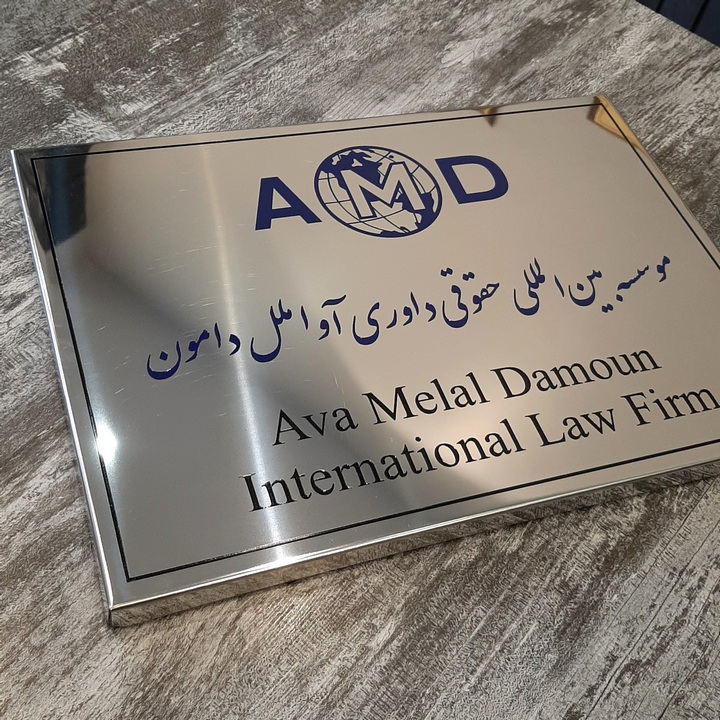 AMD
موسسه بین المللی حقوقی داوری آوا ملل دامون
Ava Melal Damoun
International Law Firm